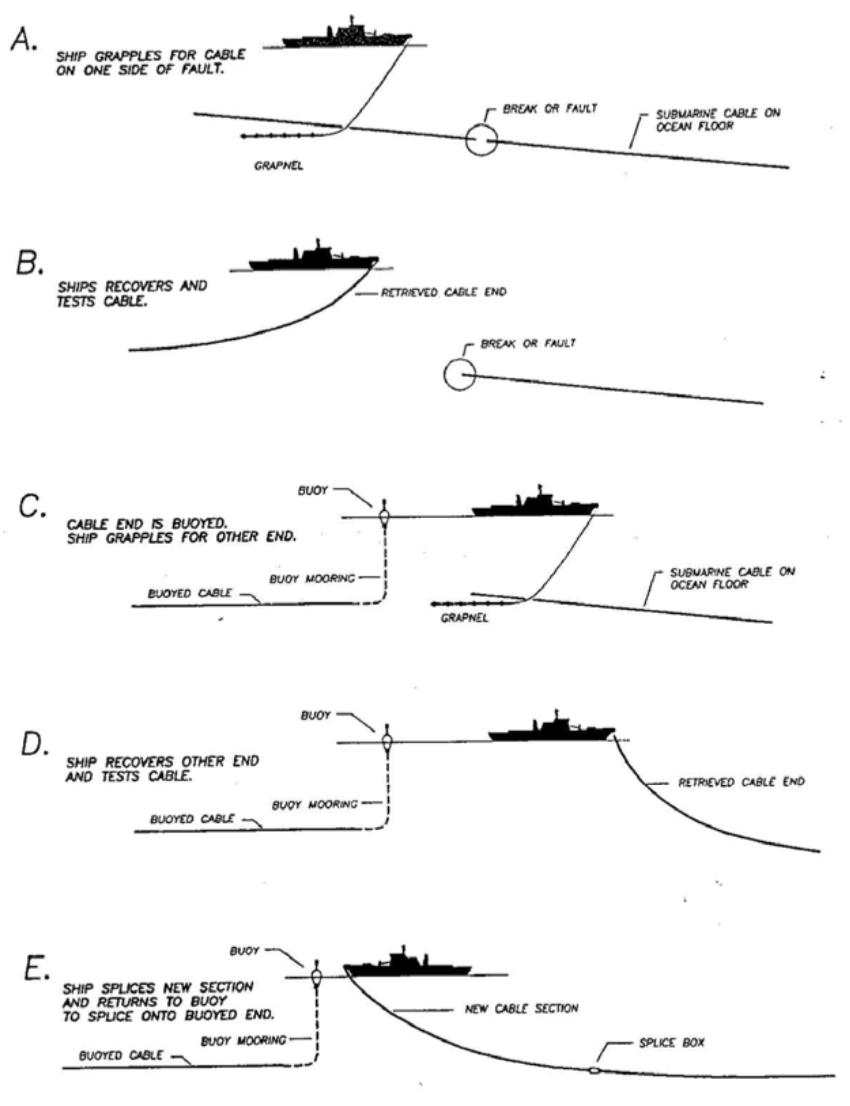 A.
SHIP GRAPPLES FOR CABLE
ON ONE SIDE OF FAULT.
BREAK OR FAULT
SUBMARINE CABLE ON
OCEAN FLOOR
GRAPNEL
B.
SHIPS RECOVERS AND
TESTS CABLE.
RETRIEVED CABLE END
BREAK OR FAULT
C.
CABLE END IS BUOYED.
SHIP GRAPPLES FOR OTHER END.
BUOY
BUOY MOORING
BUOYED CABLE
SUBMARINE CABLE ON
OCEAN FLOOR
GRAPNEL
D.
SHIP RECOVERS OTHER END
AND TESTS CABLE.
BUOY
BUOY MOORING
BUOYED CABLE
RETRIEVED CABLE END
E.
SHIP SPLICES NEW SECTION
AND RETURNS TO BUOY
TO SPLICE ONTO BUOYED END.
BUOY
NEW CABLE SECTION
BUOY MOORING
BUOYED CABLE
SPLICE BOX